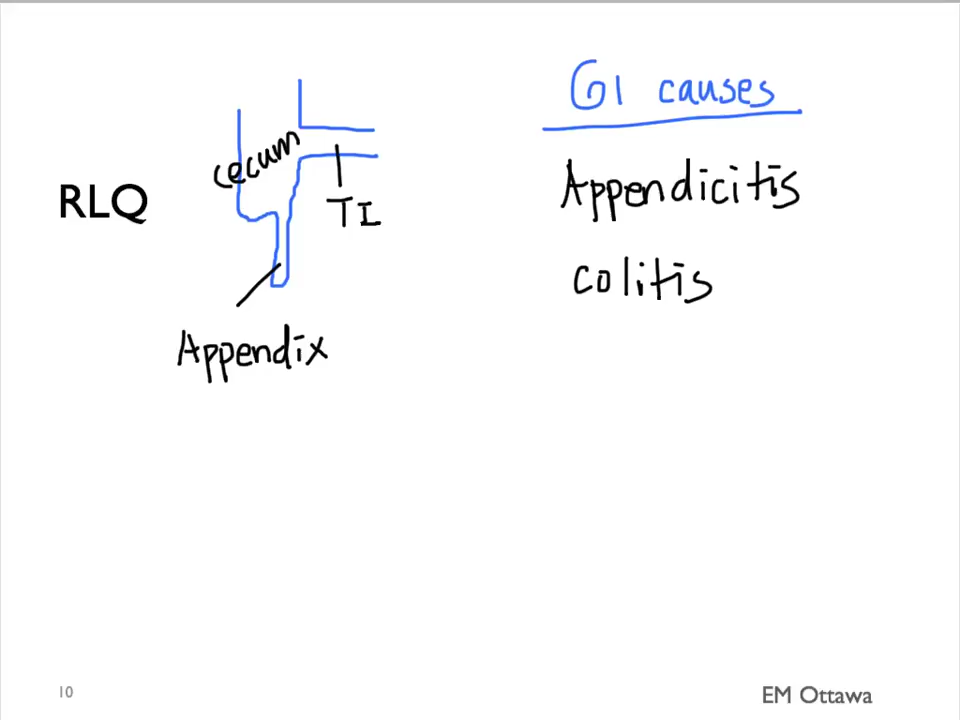 GI causes
cecum
RLQ
TI
Appendix
Appendicitis
colitis
10
EM Ottawa